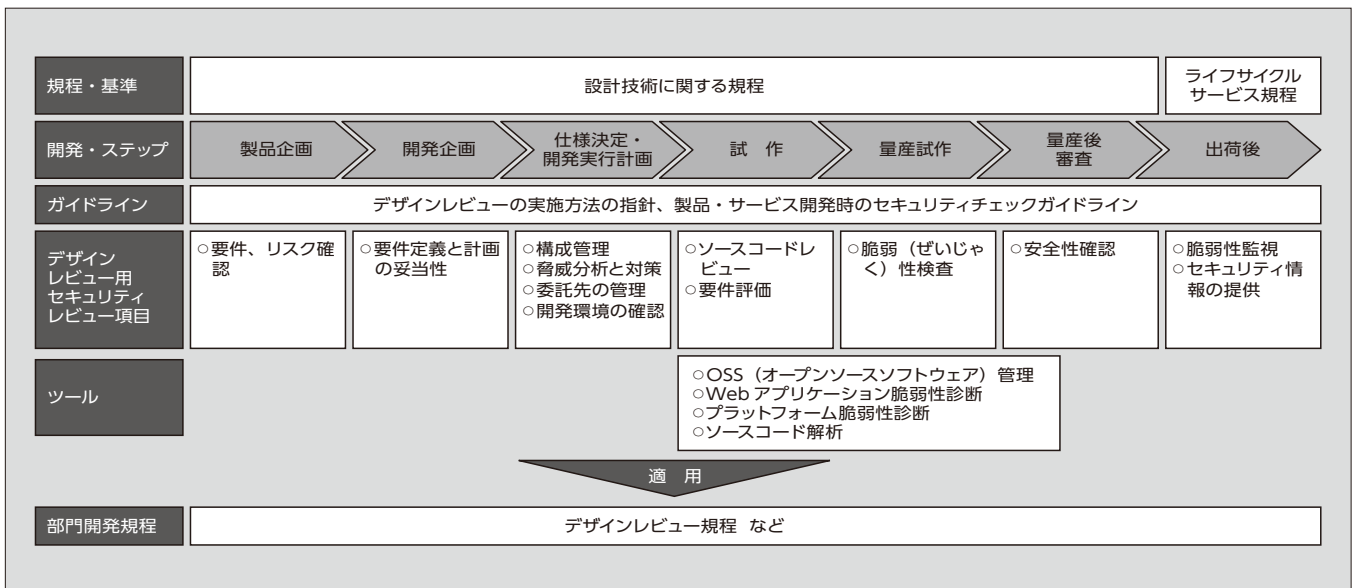 規程・基準
設計技術に関する規程
ライフサイクル
サービス規程
開発・ステップ
製品企画
開発企画
仕様決定・
開発実行計画
試 作
量産試作
量産後
審査
出荷後
ガイドライン
デザインレビューの実施方法の指針、製品・サービス開発時のセキュリティチェックガイドライン
デザイン
レビュー用
セキュリティ
レビュー項目
○要件、リスク確
認
○要件定義と計画
の妥当性
○構成管理
○脅威分析と対策
○委託先の管理
○開発環境の確認
○ソースコードレ
ビュー
○要件評価
○脆弱（ぜいじゃ
く）性検査
○安全性確認
○脆弱性監視
○セキュリティ情
報の提供
ツール
○OSS（オープンソースソフトウェア）管理
○Web アプリケーション脆弱性診断
○プラットフォーム脆弱性診断
○ソースコード解析
適 用
部門開発規程
デザインレビュー規程 など